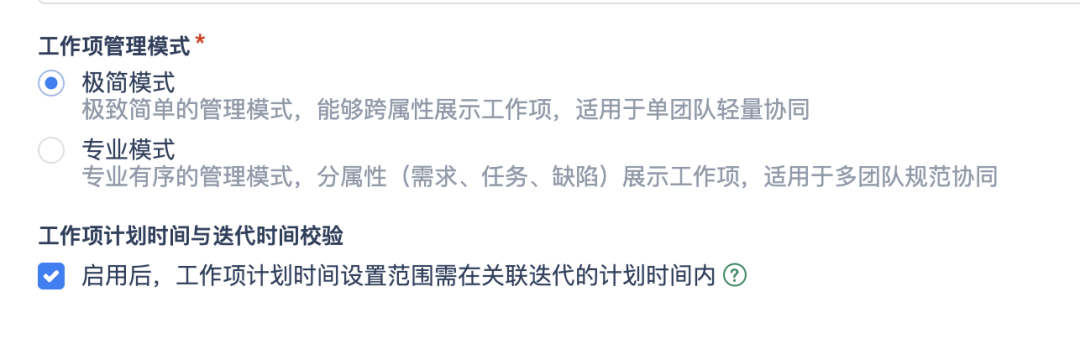 工作项管理模式 *
极简模式
极致简单的管理模式，能够跨属性展示工作项，适用于单团队轻量协同
专业模式
专业有序的管理模式，分属性（需求、任务、缺陷）展示工作项，适用于多团队规范协同
工作项计划时间与迭代时间校验
启用后，工作项计划时间设置范围需在关联迭代的计划时间内 ?